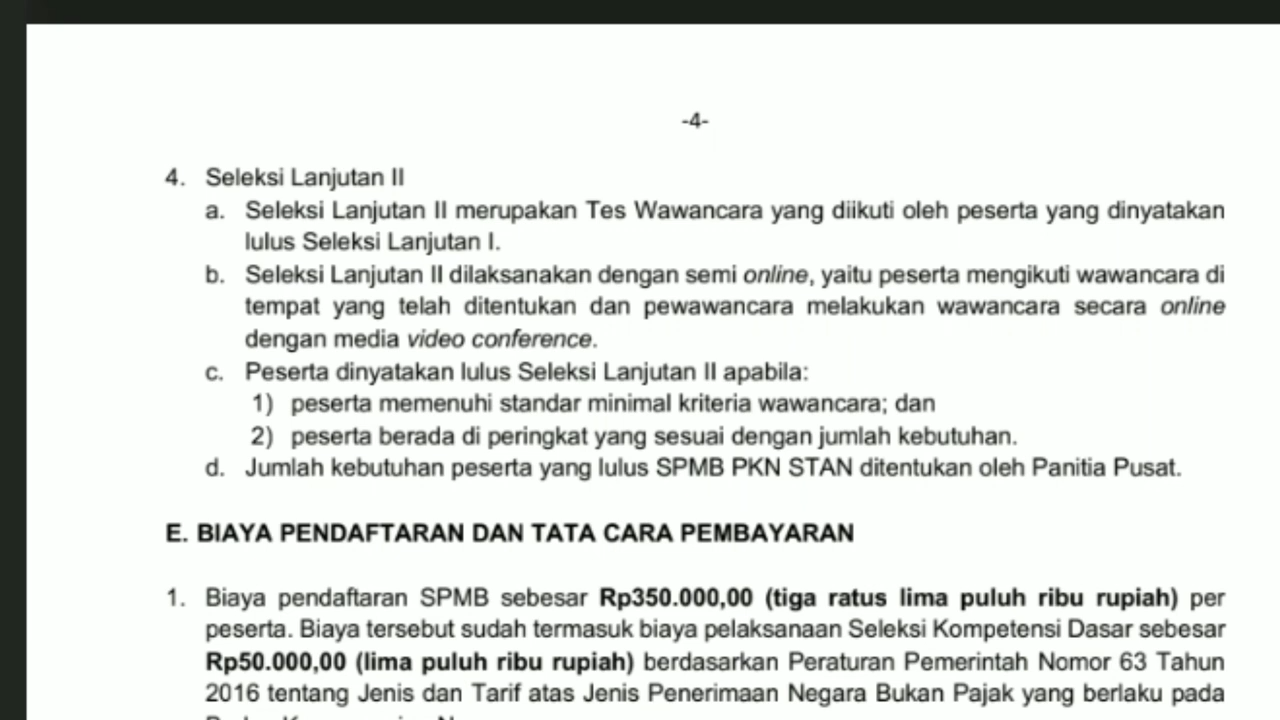 -4-
4. Seleksi Lanjutan II
a. Seleksi Lanjutan II merupakan Tes Wawancara yang diikuti oleh peserta yang dinyatakan
lulus Seleksi Lanjutan I.
b. Seleksi Lanjutan II dilaksanakan dengan semi online, yaitu peserta mengikuti wawancara di
tempat yang telah ditentukan dan pewawancara melakukan wawancara secara online
dengan media video conference.
c. Peserta dinyatakan lulus Seleksi Lanjutan II apabila:
1) peserta memenuhi standar minimal kriteria wawancara; dan
2) peserta berada di peringkat yang sesuai dengan jumlah kebutuhan.
d. Jumlah kebutuhan peserta yang lulus SPMB PKN STAN ditentukan oleh Panitia Pusat.
E. BIAYA PENDAFTARAN DAN TATA CARA PEMBAYARAN
1. Biaya pendaftaran SPMB sebesar Rp350.000,00 (tiga ratus lima puluh ribu rupiah) per
peserta. Biaya tersebut sudah termasuk biaya pelaksanaan Seleksi Kompetensi Dasar sebesar
Rp50.000,00 (lima puluh ribu rupiah) berdasarkan Peraturan Pemerintah Nomor 63 Tahun
2016 tentang Jenis dan Tarif atas Jenis Penerimaan Negara Bukan Pajak yang berlaku pada